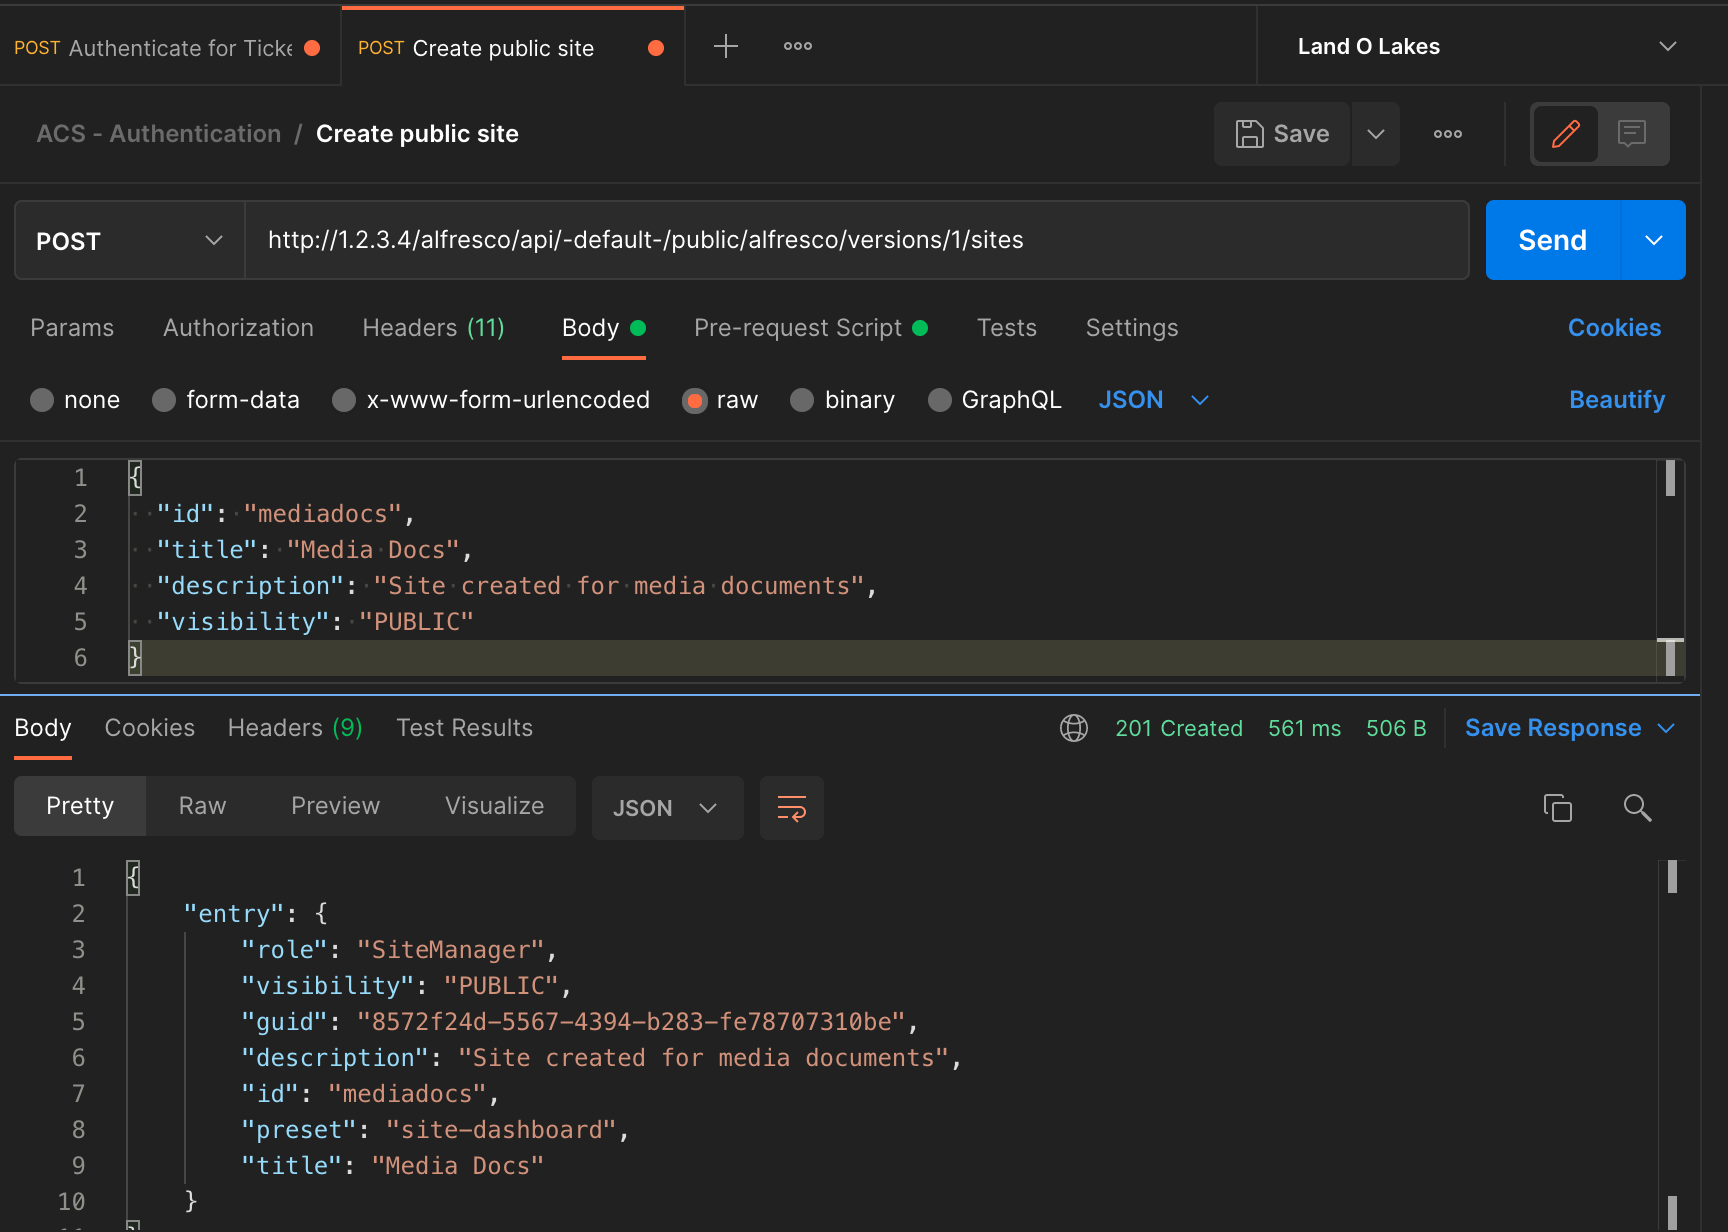 POST Authenticate for Ticke POST Create public site Land O Lakes
ACS - Authentication / Create public site Save
POST http://1.2.3.4/alfresco/api/-default-/public/alfresco/versions/1/sites Send
Params Authorization Headers (11) Body Pre-request Script Tests Settings Cookies
none form-data x-www-form-urlencoded raw binary GraphQL JSON Beautify
1 {
2 "id": "mediadocs",
3 "title": "Media Docs",
4 "description": "Site created for media documents",
5 "visibility": "PUBLIC"
6 }
Body Cookies Headers (9) Test Results 201 Created 561 ms 506 B Save Response
Pretty Raw Preview Visualize JSON
1 {
2 "entry": {
3 "role": "SiteManager",
4 "visibility": "PUBLIC",
5 "guid": "8572f24d-5567-4394-b283-fe78707310be",
6 "description": "Site created for media documents",
7 "id": "mediadocs",
8 "preset": "site-dashboard",
9 "title": "Media Docs"
10 }